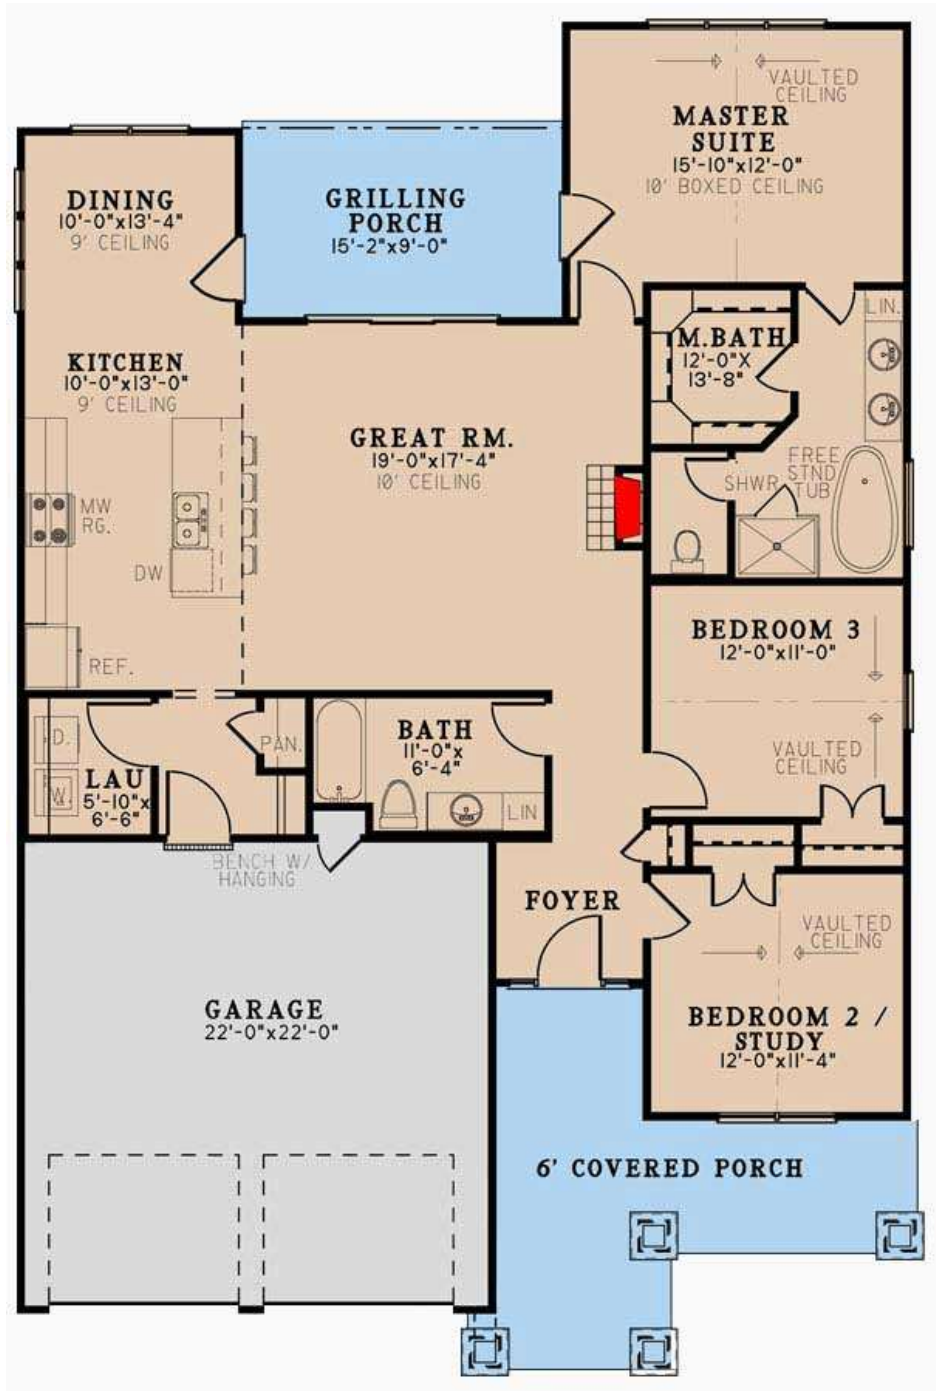 VAULTED
CEILING
MASTER
SUITE
15'-10"x12'-0"
10' BOXED CEILING
DINING
10'-0"x13'-4"
9' CEILING
GRILLING
PORCH
15'-2"x9'-0"
LIN.
M.BATH
12'-0"X
13'-8"
KITCHEN
10'-0"x13'-0"
9' CEILING
GREAT RM.
19'-0"x17'-4"
10' CEILING
FREE
STND
TUB
SHWR
MW
RG.
DW
REF.
BEDROOM 3
12'-0"x11'-0"
VAULTED
CEILING
D.
W.
LAU
5'-10"x
6'-6"
PAN.
BATH
11'-0"x
6'-4"
LIN
BENCH W/
HANGING
FOYER
VAULTED
CEILING
GARAGE
22'-0"x22'-0"
BEDROOM 2 /
STUDY
12'-0"x11'-4"
6' COVERED PORCH